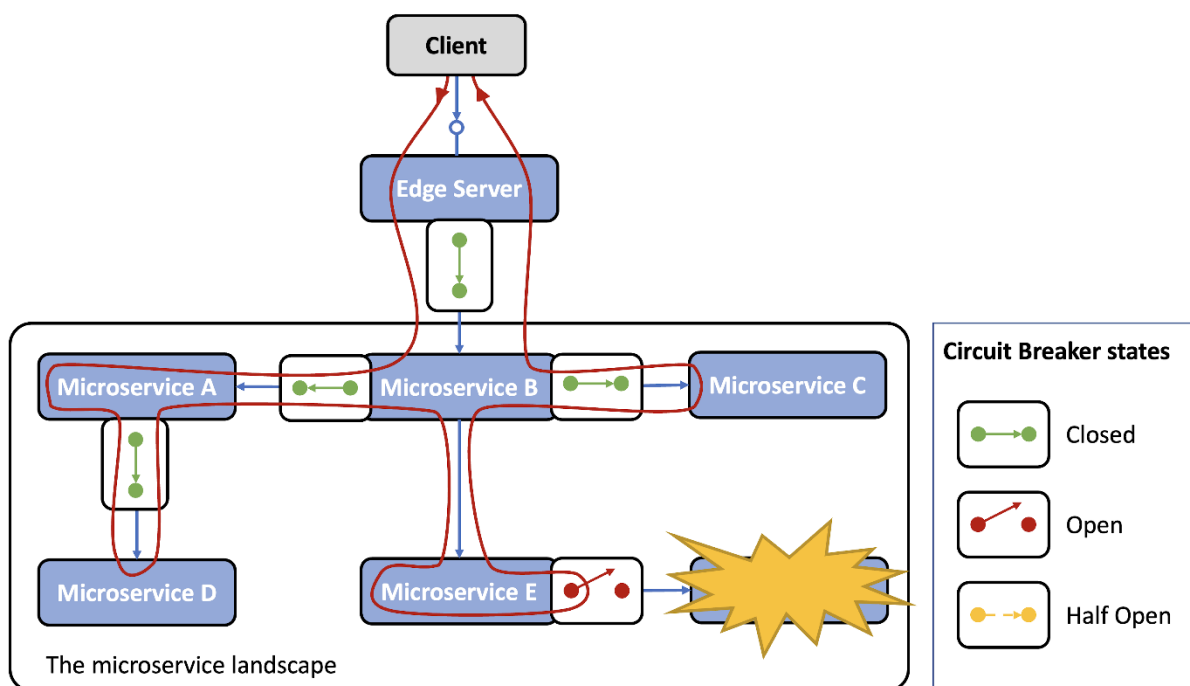 Client
Edge Server
Microservice A
Microservice B
Microservice C
Microservice D
Microservice E
The microservice landscape
Circuit Breaker states
Closed
Open
Half Open